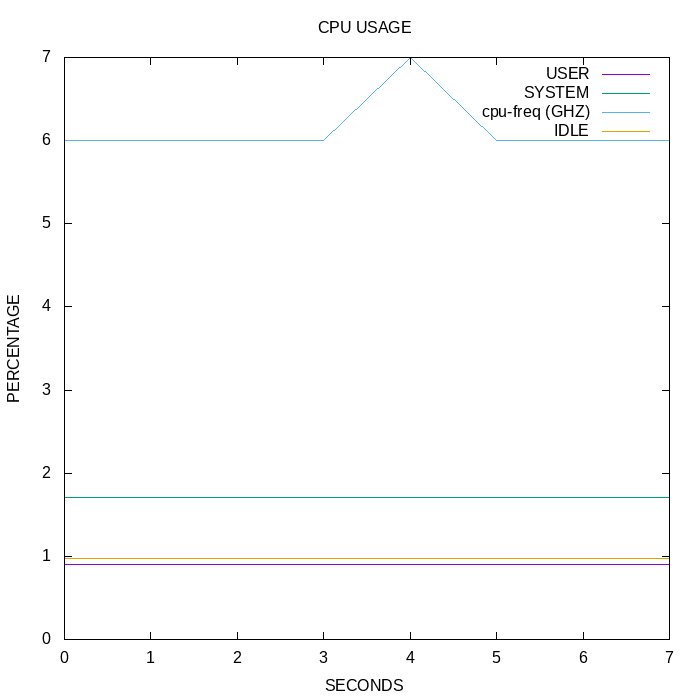 CPU USAGE
USER
SYSTEM
cpu-freq (GHZ)
IDLE
7
6
5
4
3
2
1
0
PERCENTAGE
0 1 2 3 4 5 6 7
SECONDS